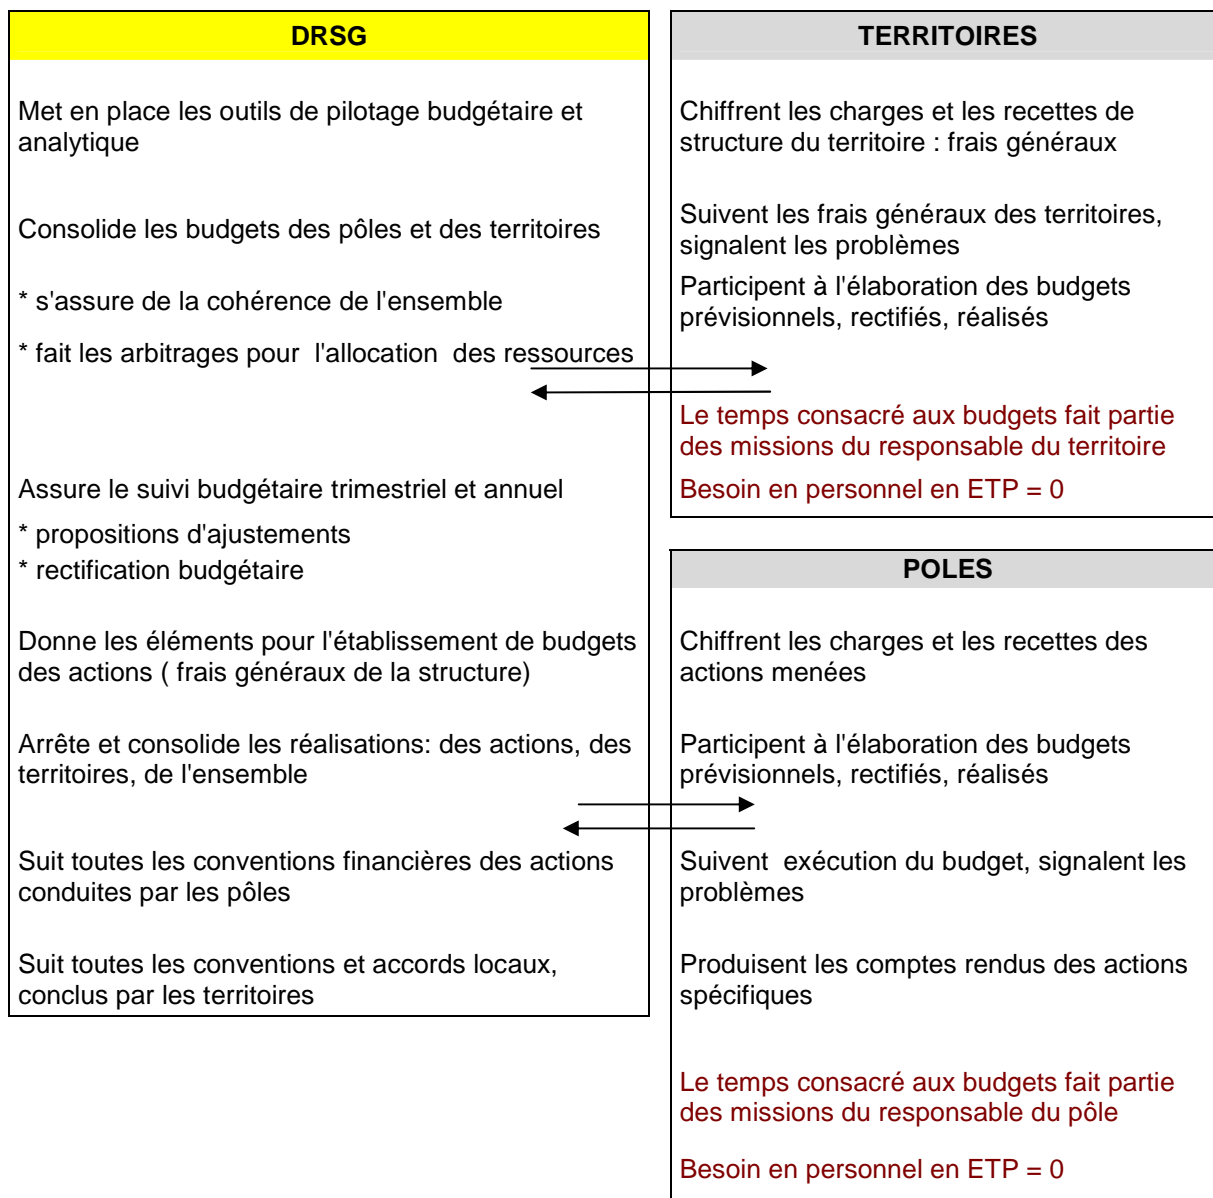 DRSG
Met en place les outils de pilotage budgétaire et
analytique
Consolide les budgets des pôles et des territoires
* s'assure de la cohérence de l'ensemble
* fait les arbitrages pour l'allocation des ressources
Assure le suivi budgétaire trimestriel et annuel
* propositions d'ajustements
* rectification budgétaire
Donne les éléments pour l'établissement de budgets
des actions ( frais généraux de la structure)
Arrête et consolide les réalisations: des actions, des
territoires, de l'ensemble
Suit toutes les conventions financières des actions
conduites par les pôles
Suit toutes les conventions et accords locaux,
conclus par les territoires
TERRITOIRES
Chiffrent les charges et les recettes de
structure du territoire : frais généraux
Suivent les frais généraux des territoires,
signalent les problèmes
Participent à l'élaboration des budgets
prévisionnels, rectifiés, réalisés
Le temps consacré aux budgets fait partie
des missions du responsable du territoire
Besoin en personnel en ETP = 0
POLES
Chiffrent les charges et les recettes des
actions menées
Participent à l'élaboration des budgets
prévisionnels, rectifiés, réalisés
Suivent exécution du budget, signalent les
problèmes
Produisent les comptes rendus des actions
spécifiques
Le temps consacré aux budgets fait partie
des missions du responsable du pôle
Besoin en personnel en ETP = 0